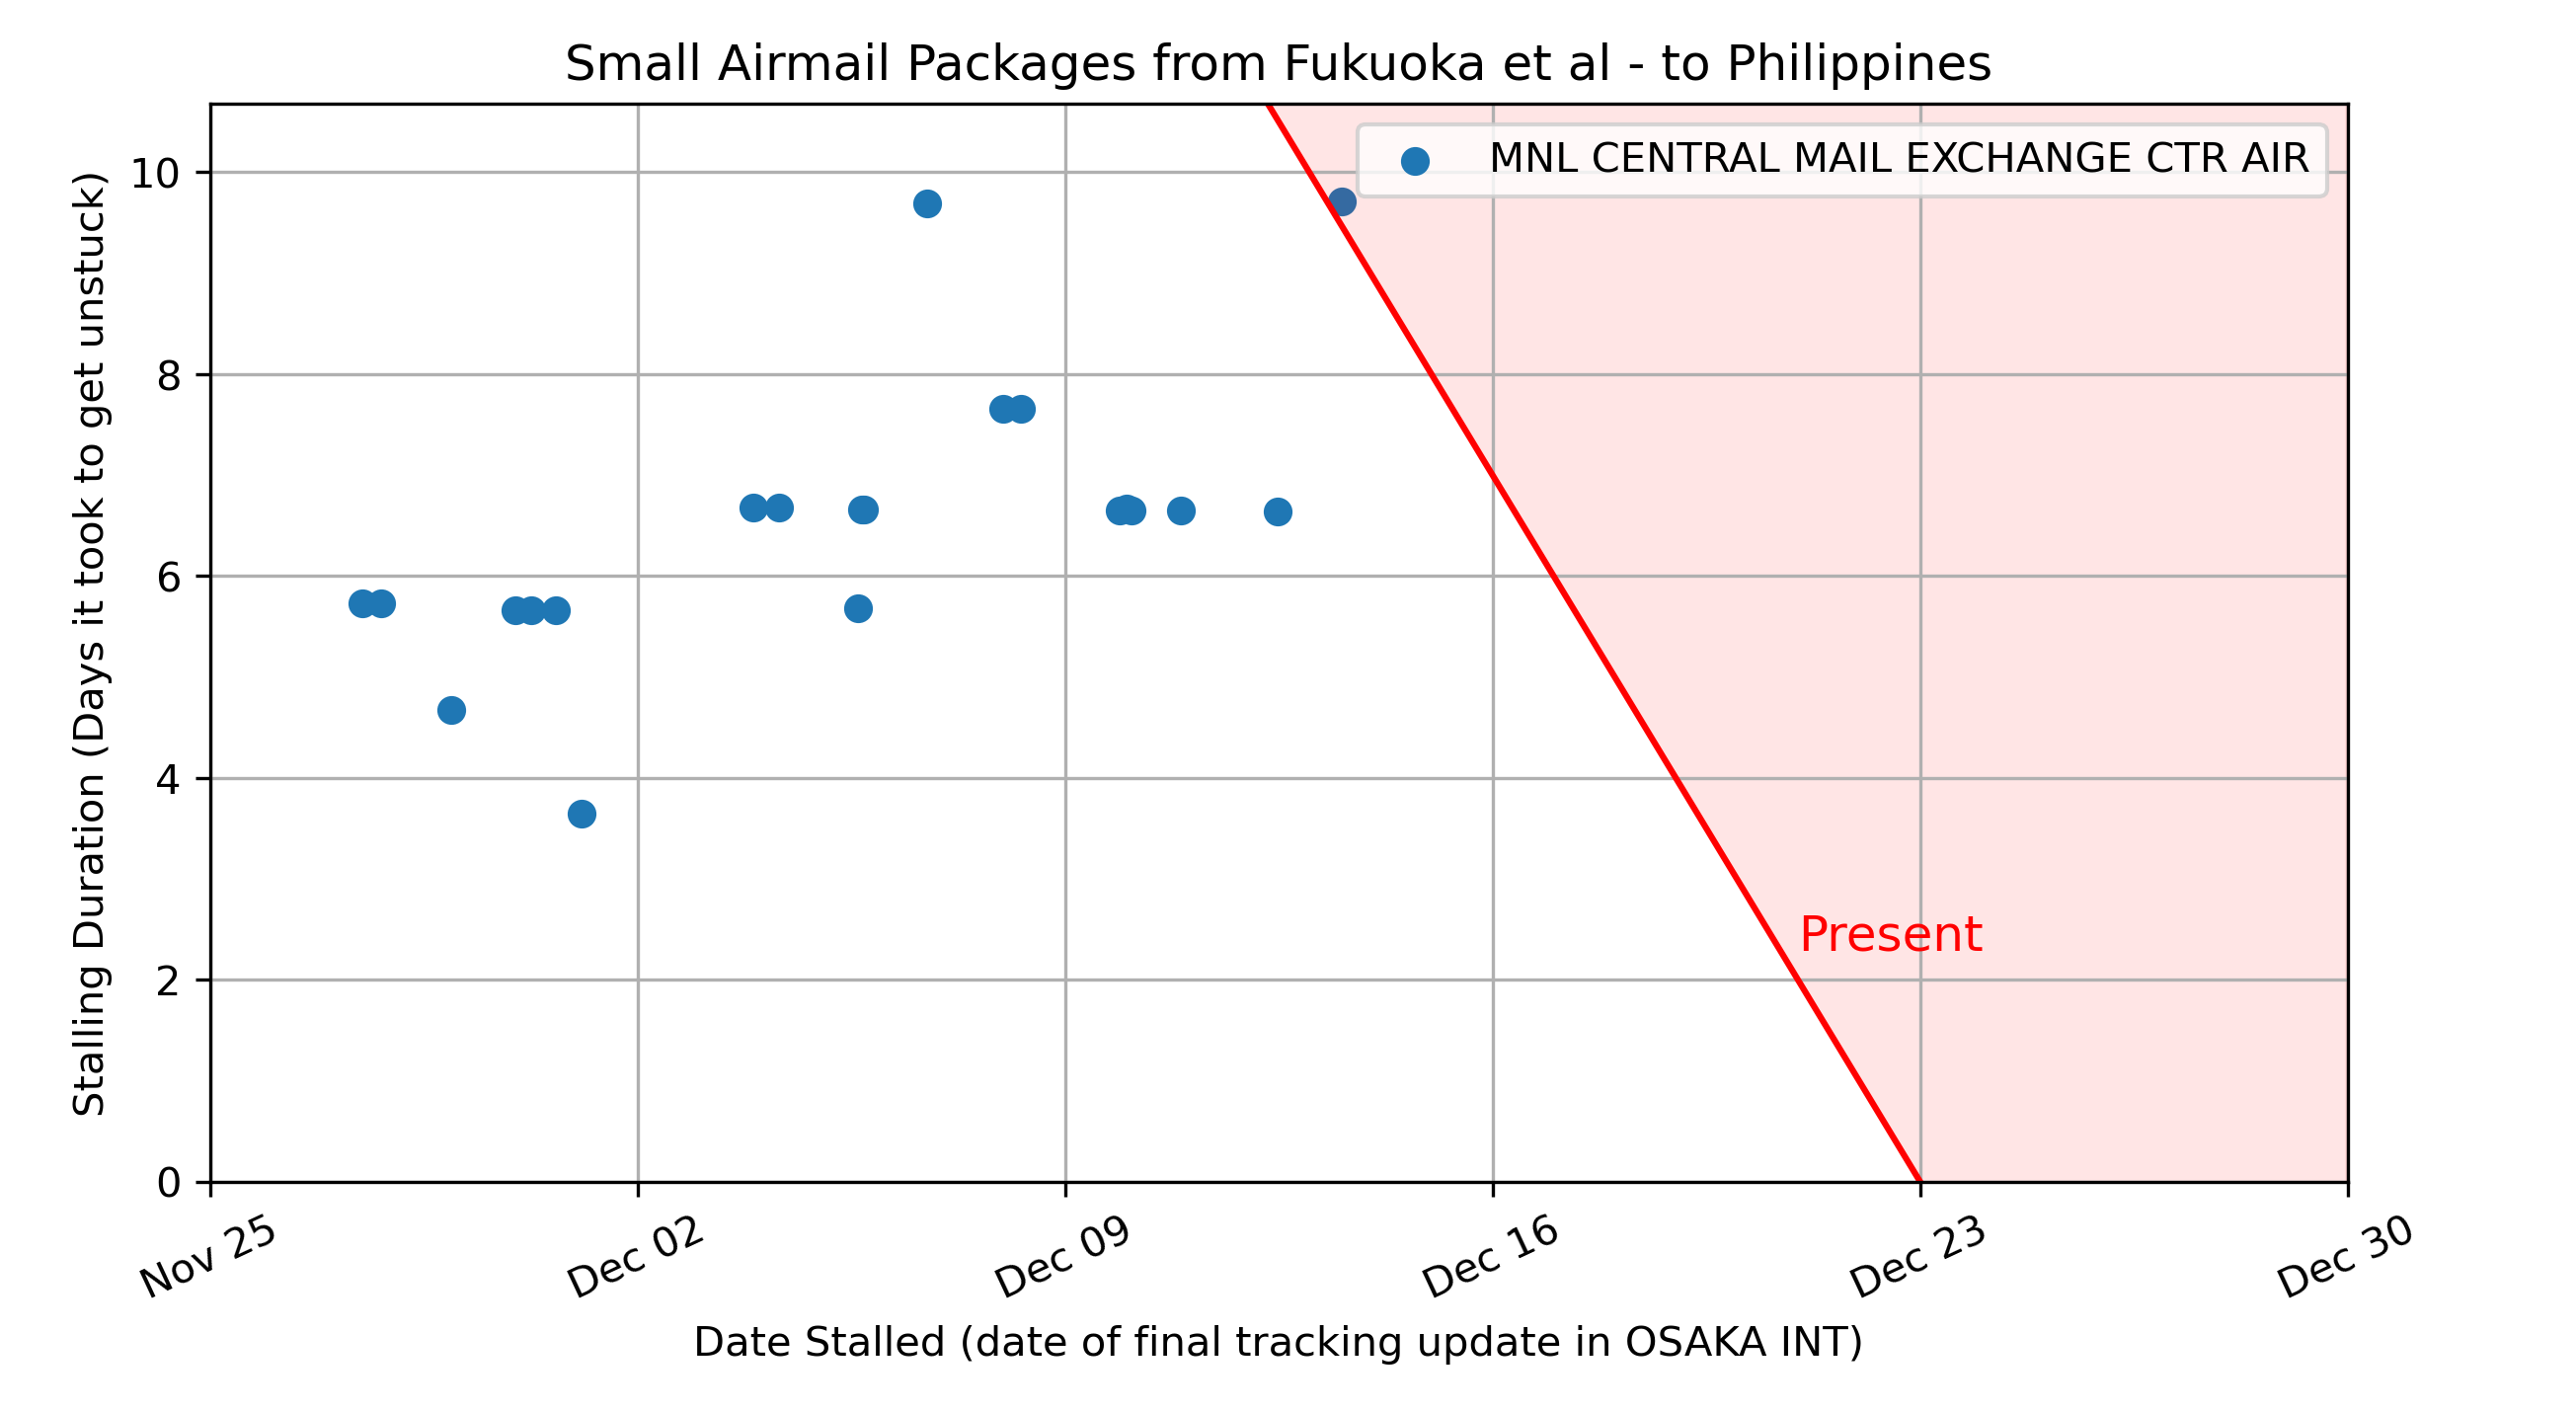 Small Airmail Packages from Fukuoka et al - to Philippines
MNL CENTRAL MAIL EXCHANGE CTR AIR
Stalling Duration (Days it took to get unstuck)
10
8
6
4
2
0
Present
Nov 25
Dec 02
Dec 09
Dec 16
Dec 23
Dec 30
Date Stalled (date of final tracking update in OSAKA INT)